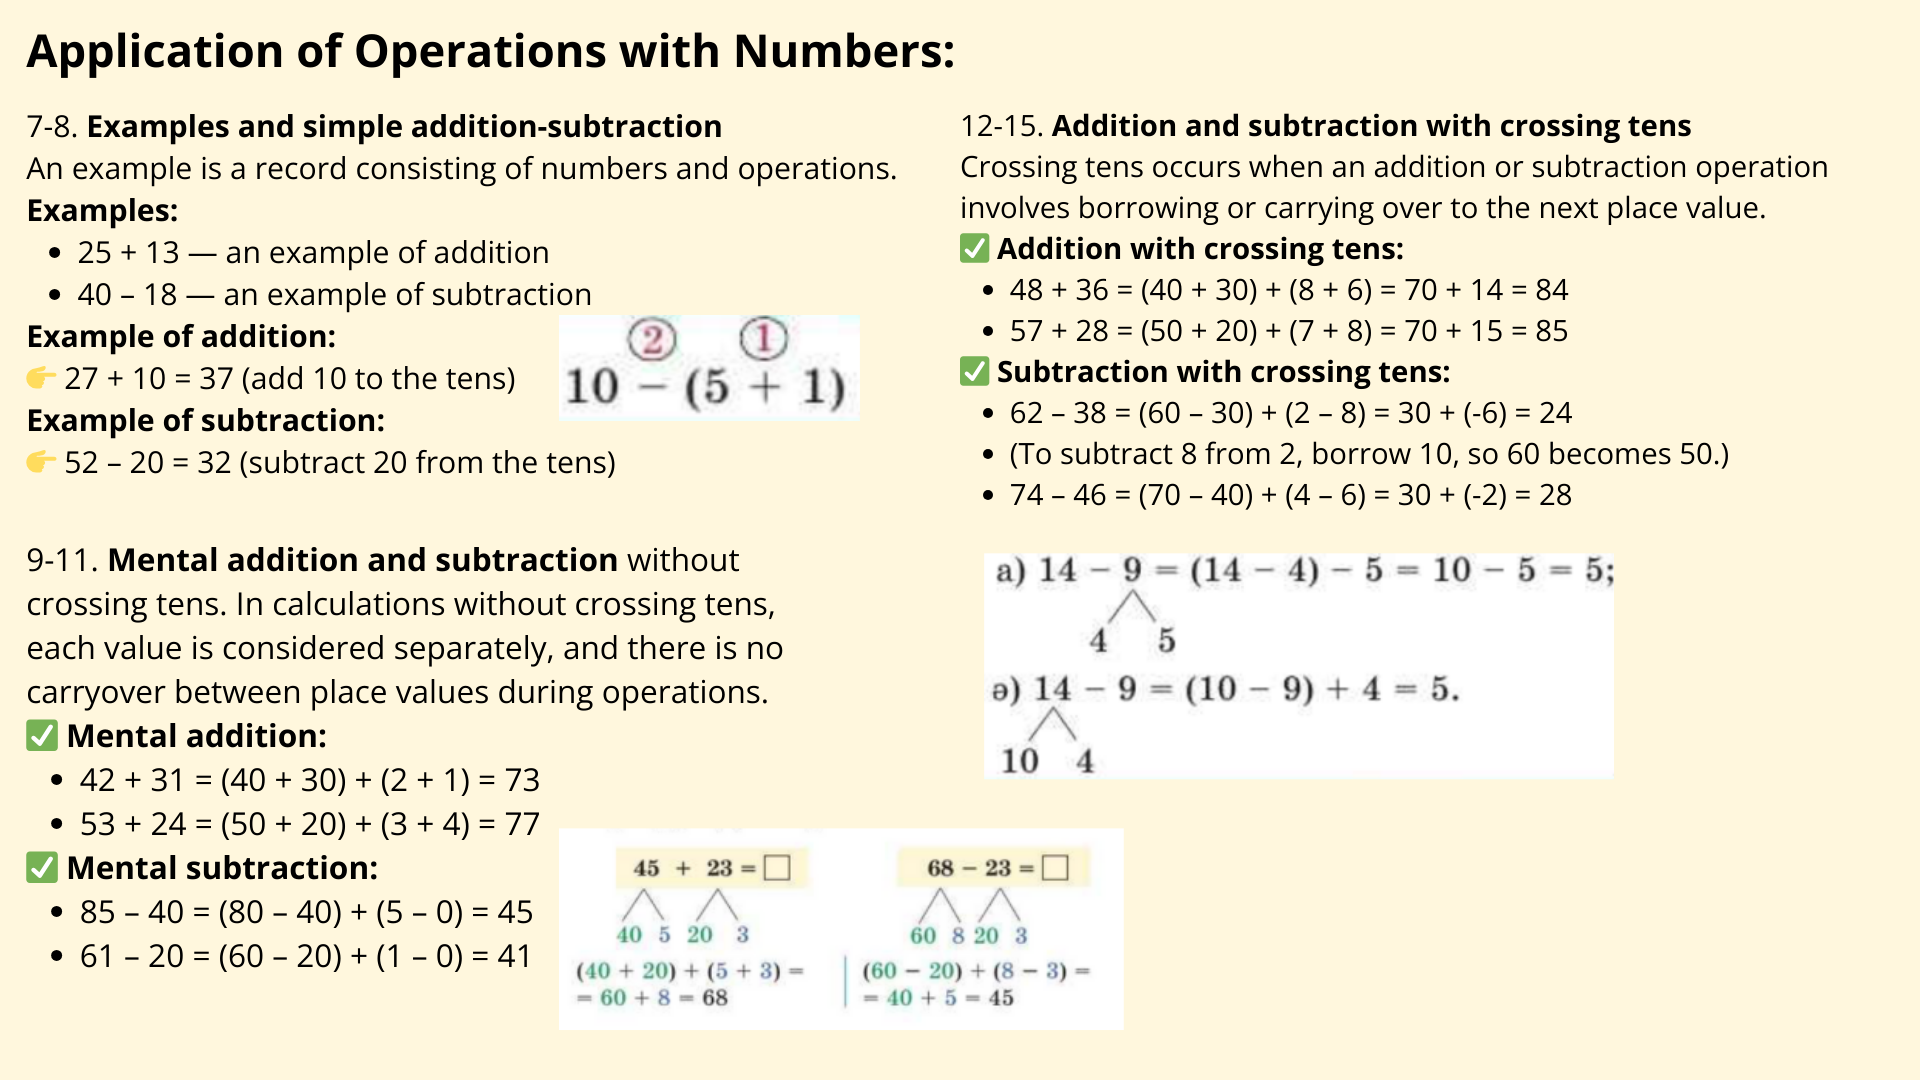 Application of Operations with Numbers:
7-8. Examples and simple addition-subtraction
An example is a record consisting of numbers and operations.
Examples:
• 25 + 13 — an example of addition
• 40 – 18 — an example of subtraction
Example of addition:
👉 27 + 10 = 37 (add 10 to the tens)
Example of subtraction:
👉 52 – 20 = 32 (subtract 20 from the tens)
② ①
10 − (5 + 1)
9-11. Mental addition and subtraction without
crossing tens. In calculations without crossing tens,
each value is considered separately, and there is no
carryover between place values during operations.
✅ Mental addition:
• 42 + 31 = (40 + 30) + (2 + 1) = 73
• 53 + 24 = (50 + 20) + (3 + 4) = 77
✅ Mental subtraction:
• 85 – 40 = (80 – 40) + (5 – 0) = 45
• 61 – 20 = (60 – 20) + (1 – 0) = 41
45 + 23 = □
40 5 20 3
(40 + 20) + (5 + 3) =
= 60 + 8 = 68
68 − 23 = □
60 8 20 3
(60 − 20) + (8 − 3) =
= 40 + 5 = 45
12-15. Addition and subtraction with crossing tens
Crossing tens occurs when an addition or subtraction operation
involves borrowing or carrying over to the next place value.
✅ Addition with crossing tens:
• 48 + 36 = (40 + 30) + (8 + 6) = 70 + 14 = 84
• 57 + 28 = (50 + 20) + (7 + 8) = 70 + 15 = 85
✅ Subtraction with crossing tens:
• 62 – 38 = (60 – 30) + (2 – 8) = 30 + (-6) = 24
• (To subtract 8 from 2, borrow 10, so 60 becomes 50.)
• 74 – 46 = (70 – 40) + (4 – 6) = 30 + (-2) = 28
a) 14 − 9 = (14 − 4) − 5 = 10 − 5 = 5;
4 5
ə) 14 − 9 = (10 − 9) + 4 = 5.
10 4